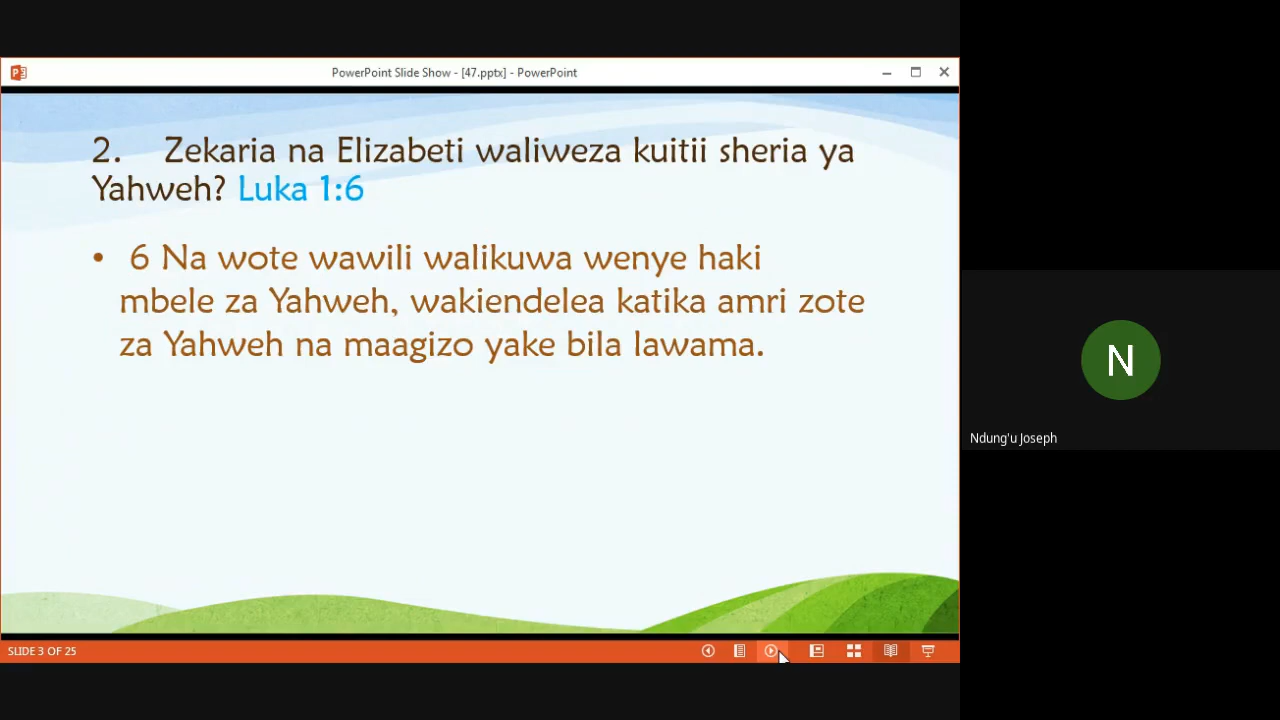 PowerPoint Slide Show - [47.pptx] - PowerPoint
2. Zekaria na Elizabeti waliweza kuitii sheria ya
Yahweh? Luka 1:6
• 6 Na wote wawili walikuwa wenye haki
mbele za Yahweh, wakiendelea katika amri zote
za Yahweh na maagizo yake bila lawama.
N
Ndung'u Joseph
SLIDE 3 OF 25